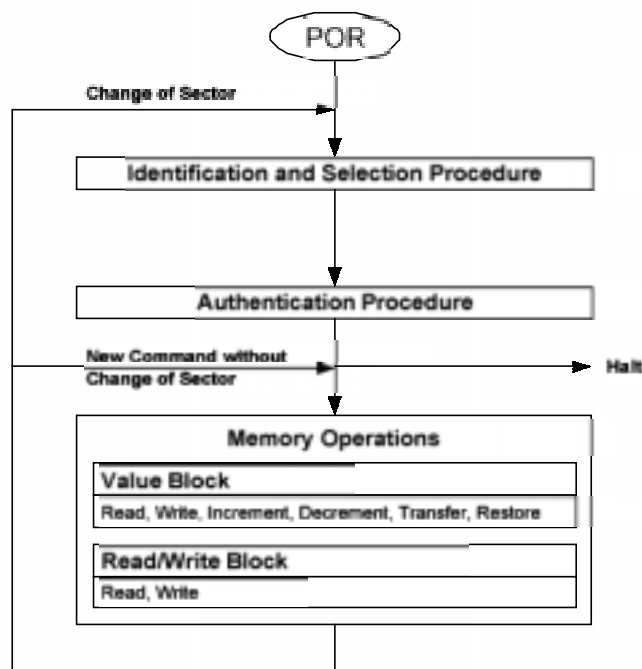 POR
Change of Sector
Identification and Selection Procedure
Authentication Procedure
New Command without
Change of Sector
Halt
Memory Operations
Value Block
Read, Write, Increment, Decrement, Transfer, Restore
Read/Write Block
Read, Write